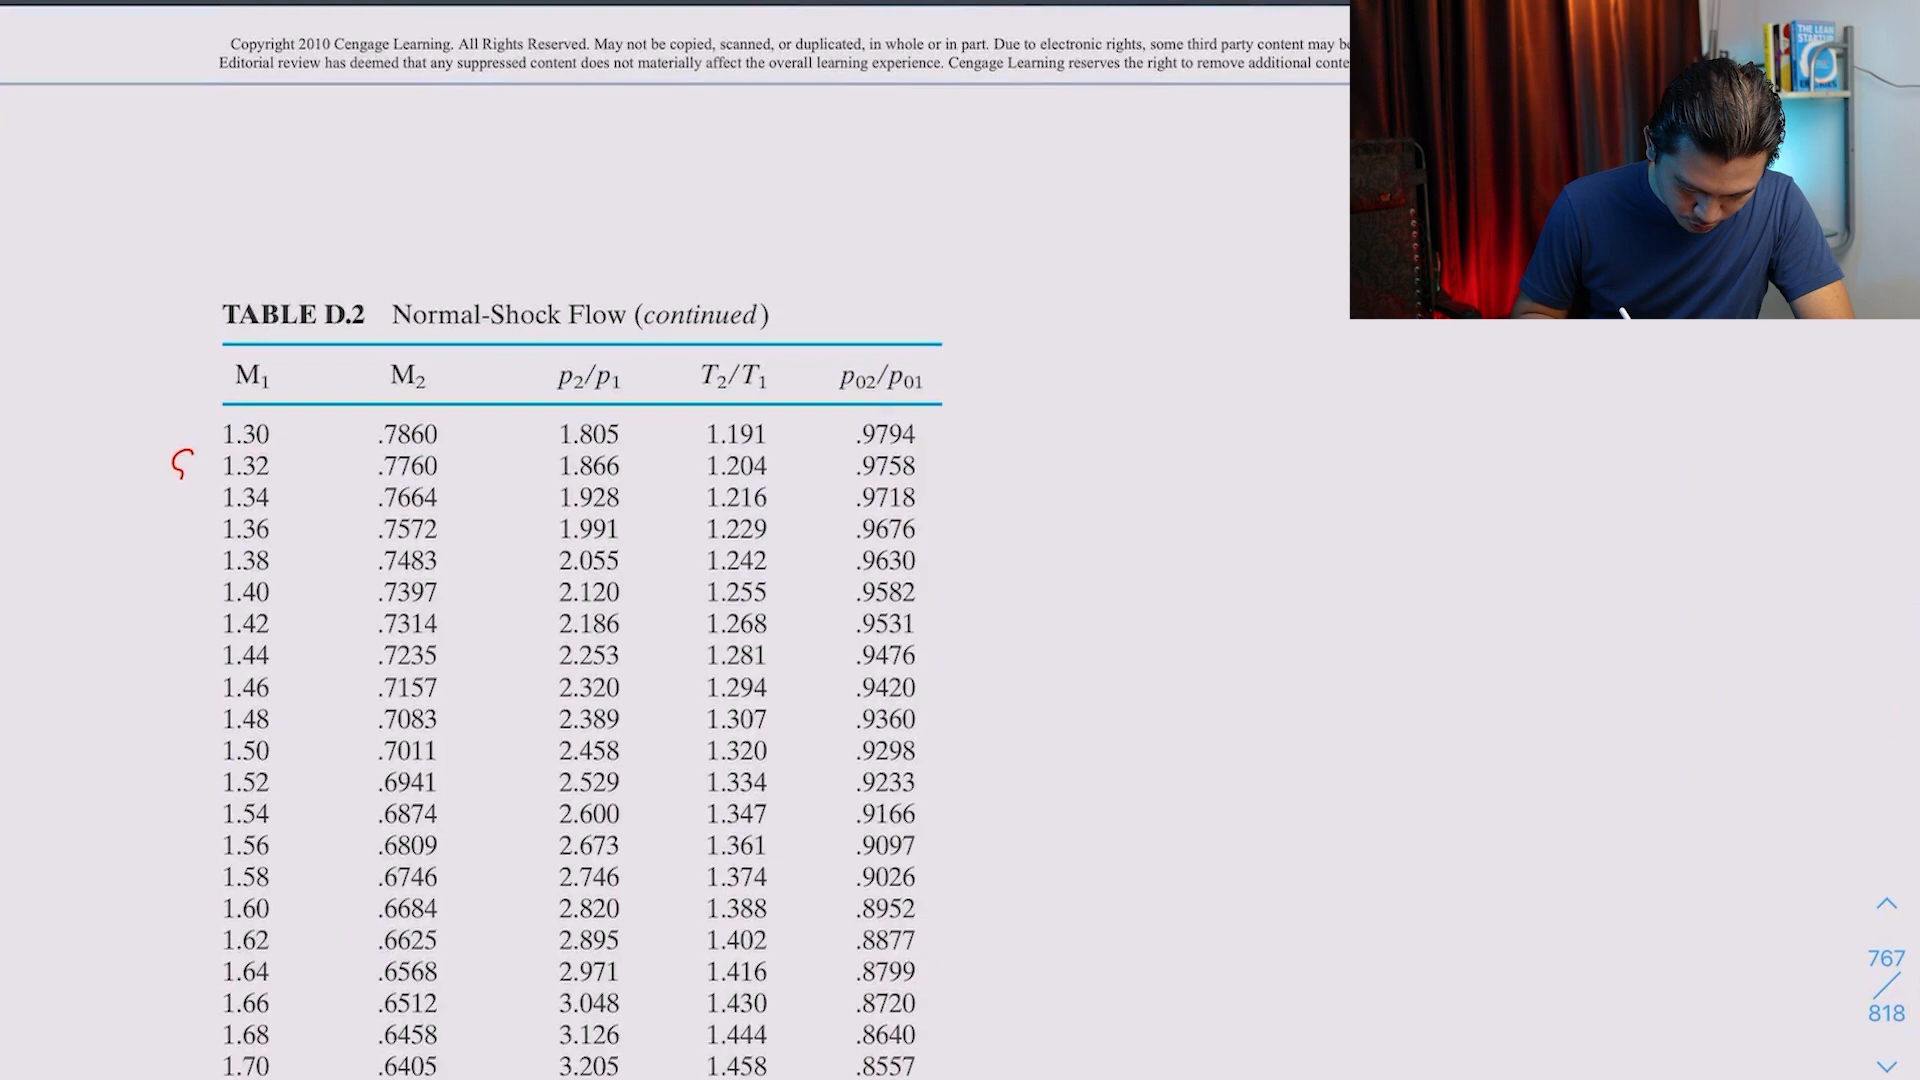 Copyright 2010 Cengage Learning. All Rights Reserved. May not be copied, scanned, or duplicated, in whole or in part. Due to electronic rights, some third party content may be
Editorial review has deemed that any suppressed content does not materially affect the overall learning experience. Cengage Learning reserves the right to remove additional conte
THE LEAN
TABLE D.2 Normal-Shock Flow (continued)
M₁ M₂ p₂/p₁ T₂/T₁ p₀₂/p₀₁
1.30 .7860 1.805 1.191 .9794
1.32 .7760 1.866 1.204 .9758
1.34 .7664 1.928 1.216 .9718
1.36 .7572 1.991 1.229 .9676
1.38 .7483 2.055 1.242 .9630
1.40 .7397 2.120 1.255 .9582
1.42 .7314 2.186 1.268 .9531
1.44 .7235 2.253 1.281 .9476
1.46 .7157 2.320 1.294 .9420
1.48 .7083 2.389 1.307 .9360
1.50 .7011 2.458 1.320 .9298
1.52 .6941 2.529 1.334 .9233
1.54 .6874 2.600 1.347 .9166
1.56 .6809 2.673 1.361 .9097
1.58 .6746 2.746 1.374 .9026
1.60 .6684 2.820 1.388 .8952
1.62 .6625 2.895 1.402 .8877
1.64 .6568 2.971 1.416 .8799
1.66 .6512 3.048 1.430 .8720
1.68 .6458 3.126 1.444 .8640
1.70 .6405 3.205 1.458 .8557
767
/
818